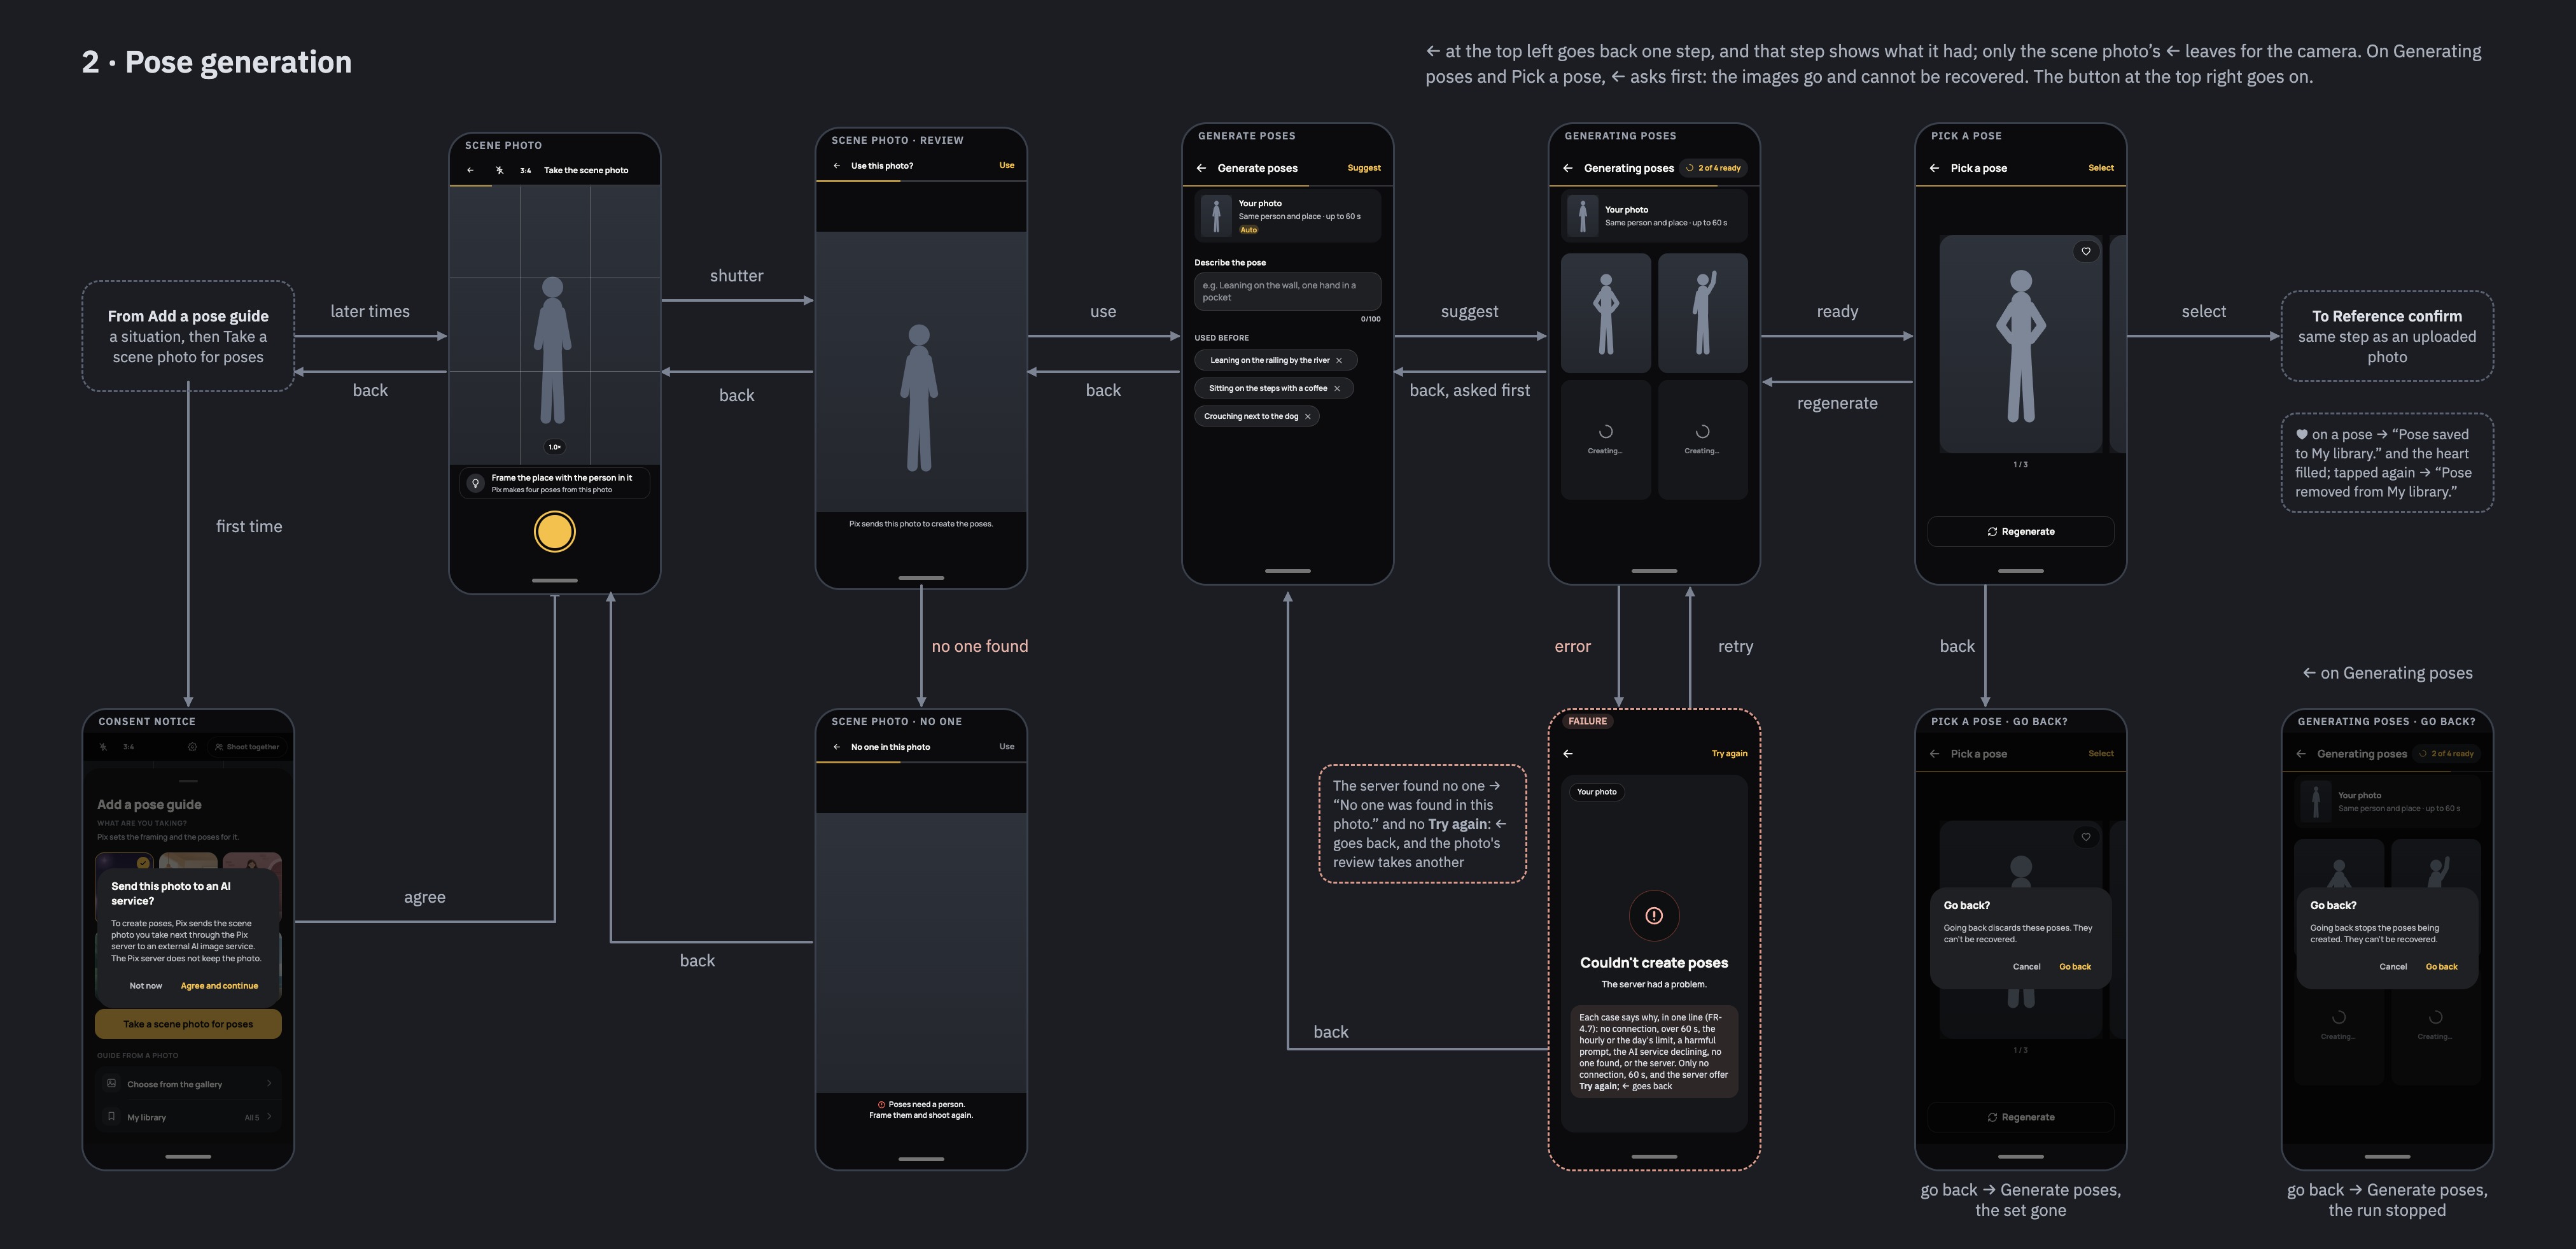 2 · Pose generation
← at the top left goes back one step, and that step shows what it had; only the scene photo's ← leaves for the camera. On Generating
poses and Pick a pose, ← asks first: the images go and cannot be recovered. The button at the top right goes on.
From Add a pose guide
a situation, then Take a
scene photo for poses
later times
back
first time
SCENE PHOTO
← 3:4 Take the scene photo
1.0×
Frame the place with the person in it
Pix makes four poses from this photo
shutter
back
SCENE PHOTO · REVIEW
← Use this photo? Use
Pix sends this photo to create the poses.
use
back
no one found
GENERATE POSES
← Generate poses Suggest
Your photo
Same person and place · up to 60 s
Auto
Describe the pose
e.g. Leaning on the wall, one hand in a
pocket
0/100
USED BEFORE
Leaning on the railing by the river ×
Sitting on the steps with a coffee ×
Crouching next to the dog ×
suggest
back, asked first
GENERATING POSES
← Generating poses 2 of 4 ready
Your photo
Same person and place · up to 60 s
Creating…
Creating…
ready
regenerate
error
retry
PICK A POSE
← Pick a pose Select
1 / 3
Regenerate
select
back
To Reference confirm
same step as an uploaded
photo
♥ on a pose → “Pose saved
to My library.” and the heart
filled; tapped again → “Pose
removed from My library.”
← on Generating poses
CONSENT NOTICE
3:4 Shoot together
Add a pose guide
WHAT ARE YOU TAKING?
Pix sets the framing and the poses for it.
Send this photo to an AI
service?
To create poses, Pix sends the scene
photo you take next through the Pix
server to an external AI image service.
The Pix server does not keep the photo.
Not now Agree and continue
Take a scene photo for poses
GUIDE FROM A PHOTO
Choose from the gallery
My library All 5
agree
back
SCENE PHOTO · NO ONE
← No one in this photo Use
Poses need a person.
Frame them and shoot again.
The server found no one →
“No one was found in this
photo.” and no Try again: ←
goes back, and the photo's
review takes another
back
FAILURE
← Try again
Your photo
Couldn't create poses
The server had a problem.
Each case says why, in one line (FR-
4.7): no connection, over 60 s, the
hourly or the day's limit, a harmful
prompt, the AI service declining, no
one found, or the server. Only no
connection, 60 s, and the server offer
Try again; ← goes back
PICK A POSE · GO BACK?
← Pick a pose Select
Go back?
Going back discards these poses. They
can't be recovered.
Cancel Go back
1 / 3
Regenerate
go back → Generate poses,
the set gone
GENERATING POSES · GO BACK?
← Generating poses 2 of 4 ready
Your photo
Same person and place · up to 60 s
Go back?
Going back stops the poses being
created. They can't be recovered.
Cancel Go back
Creating…
Creating…
go back → Generate poses,
the run stopped